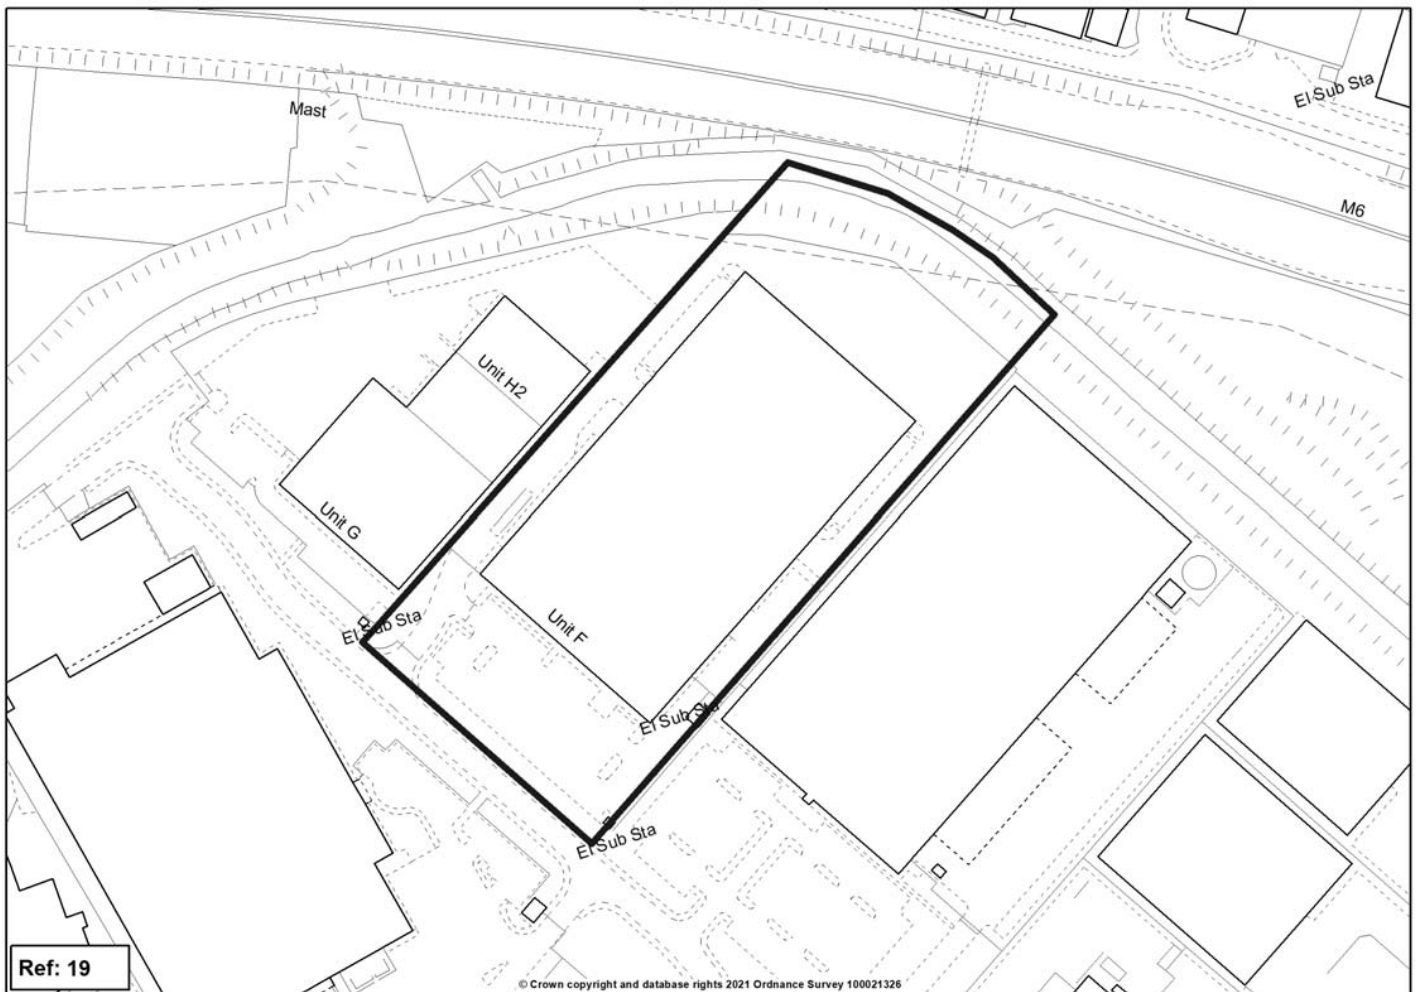 El Sub Sta
Mast
M6
Unit H2
Unit G
Unit F
El Sub Sta
El Sub Sta
El Sub Sta
Ref: 19
© Crown copyright and database rights 2021 Ordnance Survey 100021326